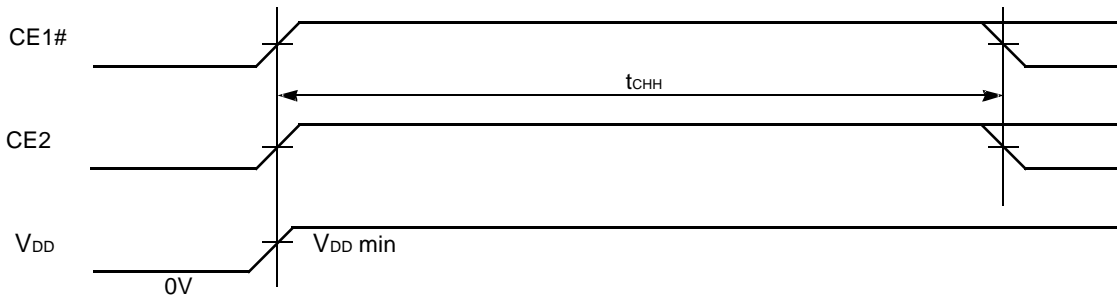 CE1#
tCHH
CE2
VDD
VDD min
0V